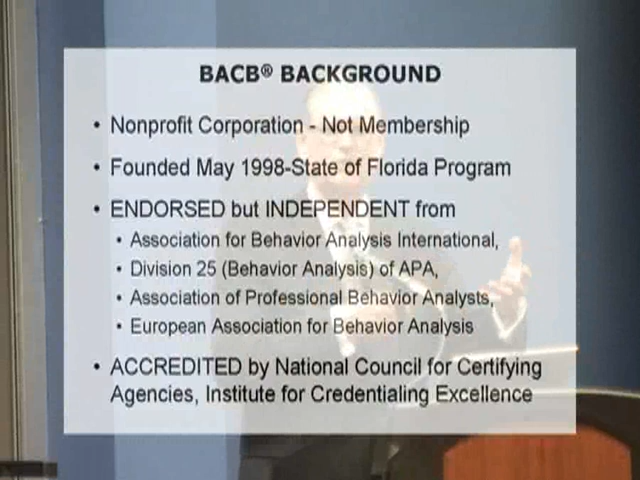 BACB® BACKGROUND
• Nonprofit Corporation - Not Membership
• Founded May 1998-State of Florida Program
• ENDORSED but INDEPENDENT from
• Association for Behavior Analysis International,
• Division 25 (Behavior Analysis) of APA,
• Association of Professional Behavior Analysts,
• European Association for Behavior Analysis
• ACCREDITED by National Council for Certifying
Agencies, Institute for Credentialing Excellence